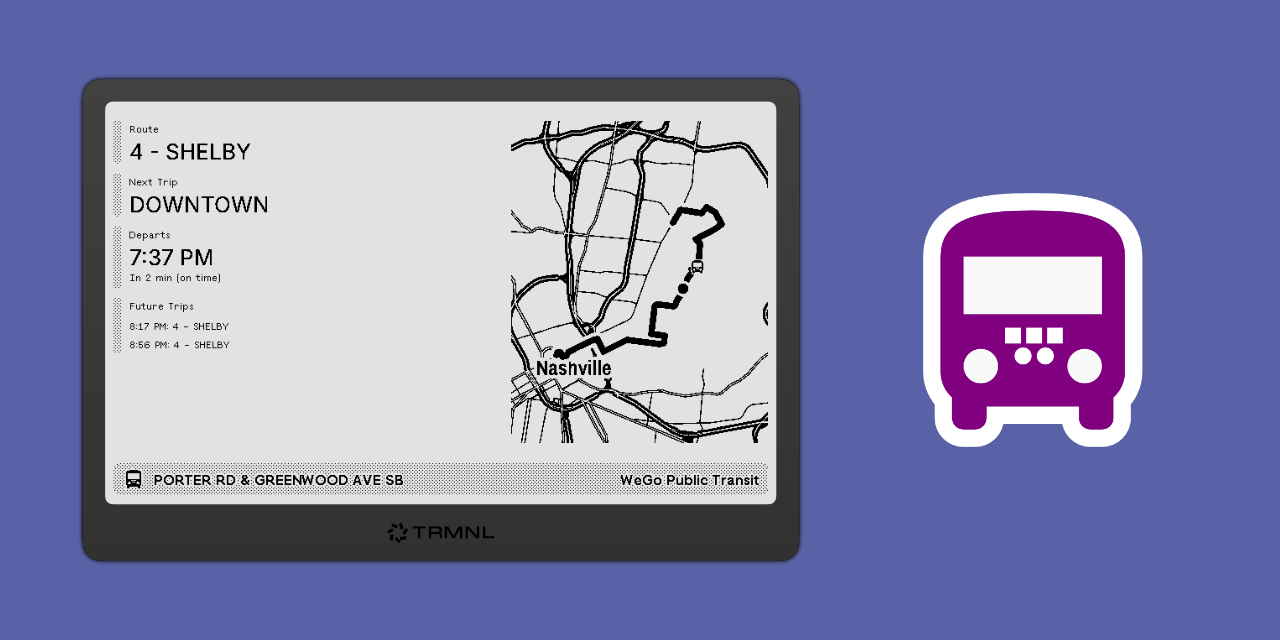 Route
4 - SHELBY
Next Trip
DOWNTOWN
Departs
7:37 PM
In 2 min (on time)
Future Trips
8:17 PM: 4 - SHELBY
8:56 PM: 4 - SHELBY
Nashville
PORTER RD & GREENWOOD AVE SB
WeGo Public Transit
TRMNL